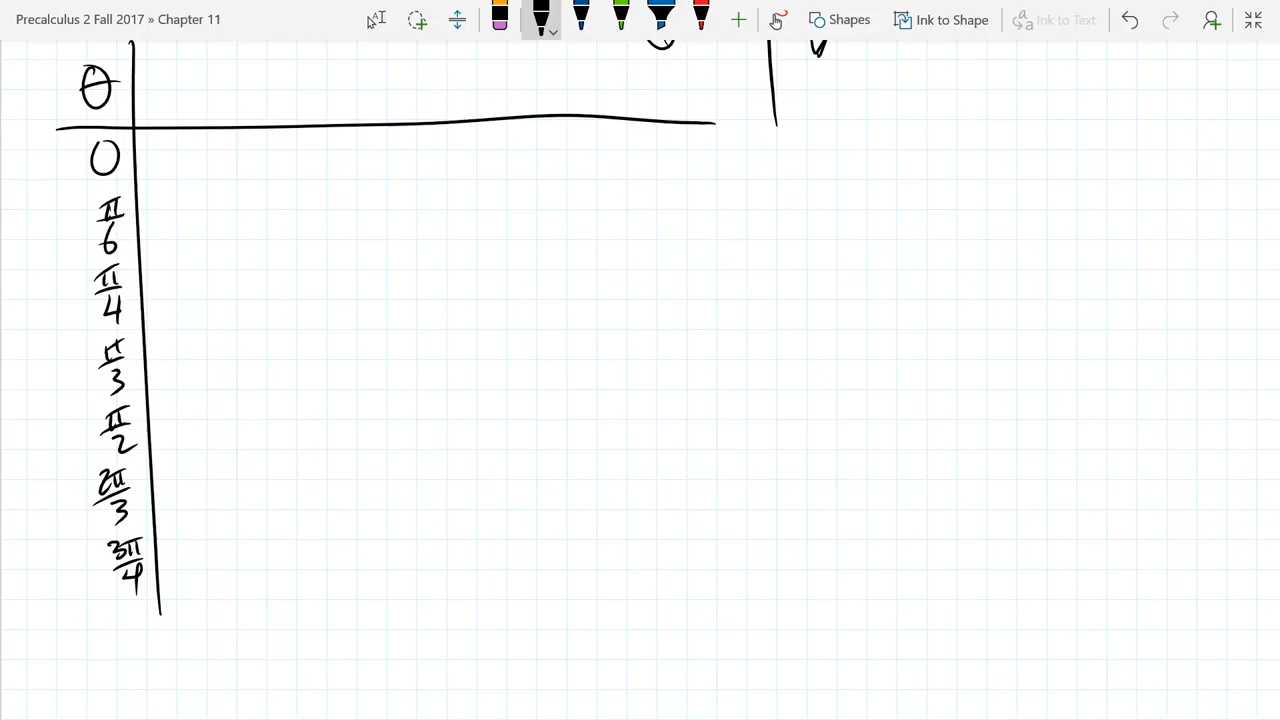 Precalculus 2 Fall 2017 » Chapter 11
Shapes
Ink to Shape
Ink to Text
θ
0
π/6
π/4
π/3
π/2
2π/3
3π/4